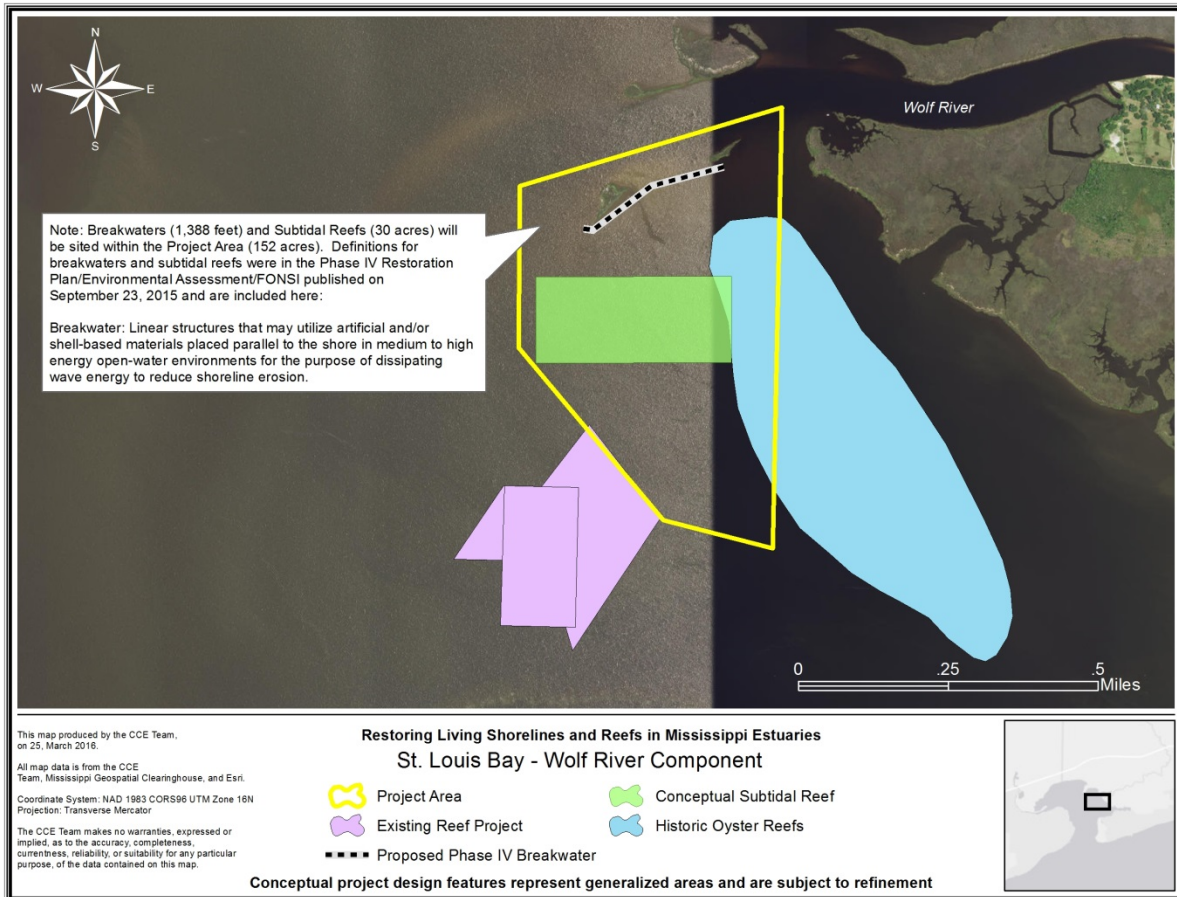 N
W
E
S
Wolf River
Note: Breakwaters (1,388 feet) and Subtidal Reefs (30 acres) will
be sited within the Project Area (152 acres). Definitions for
breakwaters and subtidal reefs were in the Phase IV Restoration
Plan/Environmental Assessment/FONSI published on
September 23, 2015 and are included here:
Breakwater: Linear structures that may utilize artificial and/or
shell-based materials placed parallel to the shore in medium to high
energy open-water environments for the purpose of dissipating
wave energy to reduce shoreline erosion.
0 .25 .5
Miles
This map produced by the CCE Team,
on 25, March 2016.
All map data is from the CCE
Team, Mississippi Geospatial Clearinghouse, and Esri.
Coordinate System: NAD 1983 CORS96 UTM Zone 16N
Projection: Transverse Mercator
The CCE Team makes no warranties, expressed or
implied, as to the accuracy, completeness,
currentness, reliability, or suitability for any particular
purpose, of the data contained on this map.
Restoring Living Shorelines and Reefs in Mississippi Estuaries
St. Louis Bay - Wolf River Component
Project Area
Conceptual Subtidal Reef
Existing Reef Project
Historic Oyster Reefs
Proposed Phase IV Breakwater
Conceptual project design features represent generalized areas and are subject to refinement